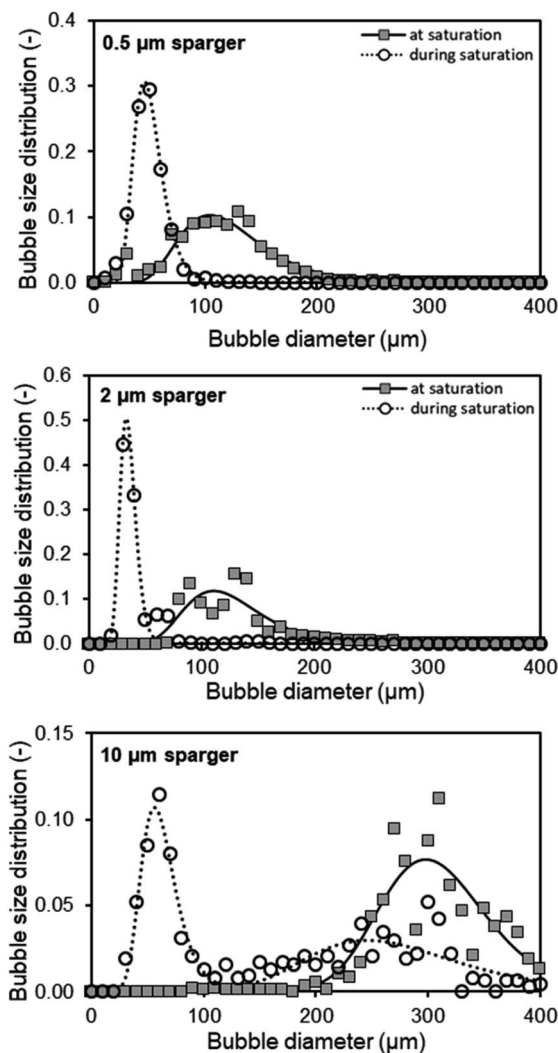 0.5 µm sparger
at saturation
during saturation
Bubble size distribution (-)
0.4
0.3
0.2
0.1
0.0
0 100 200 300 400
Bubble diameter (µm)
2 µm sparger
at saturation
during saturation
Bubble size distribution (-)
0.6
0.5
0.4
0.3
0.2
0.1
0.0
0 100 200 300 400
Bubble diameter (µm)
10 µm sparger
Bubble size distribution (-)
0.15
0.10
0.05
0.00
0 100 200 300 400
Bubble diameter (µm)